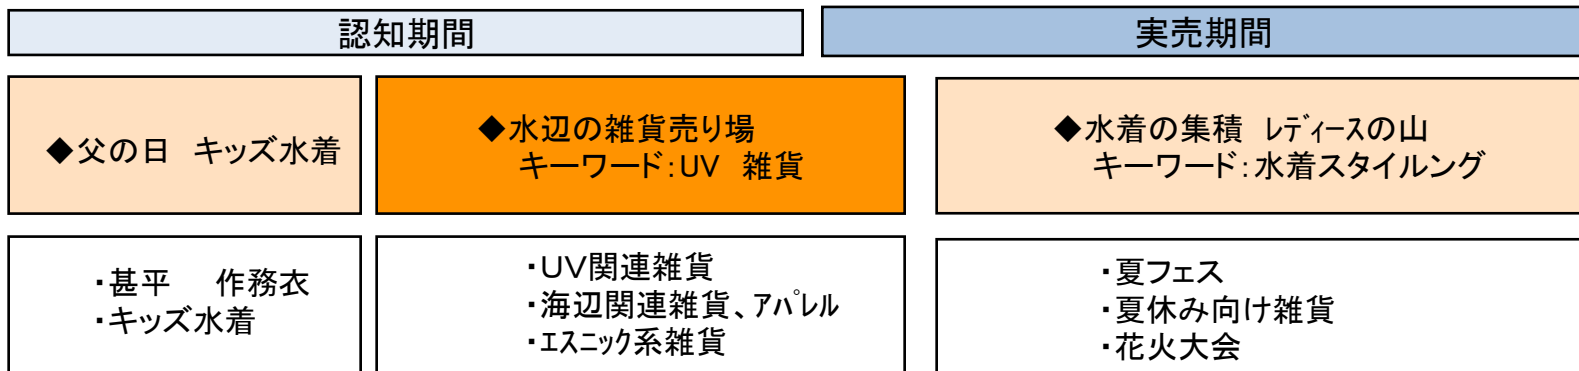 認知期間
実売期間
◆父の日　キッズ水着
◆水辺の雑貨売り場
キーワード：UV　雑貨
◆水着の集積　ﾚﾃﾞｨｰｽの山
キーワード：水着スタイルング
・甚平　　作務衣
・キッズ水着
・UV関連雑貨
・海辺関連雑貨、ｱﾊﾟﾚﾙ
・ｴｽﾆｯｸ系雑貨
・夏フェス
・夏休み向け雑貨
・花火大会